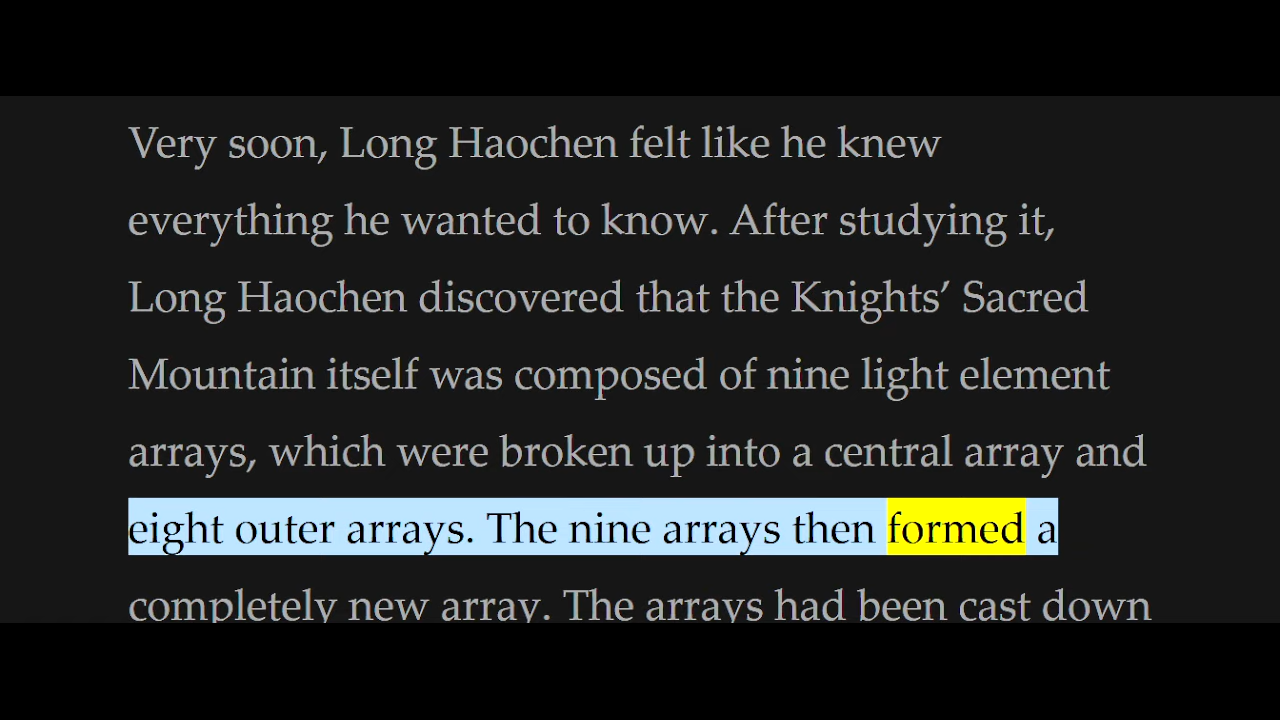 Very soon, Long Haochen felt like he knew
everything he wanted to know. After studying it,
Long Haochen discovered that the Knights’ Sacred
Mountain itself was composed of nine light element
arrays, which were broken up into a central array and
eight outer arrays. The nine arrays then formed a
completely new array. The arrays had been cast down